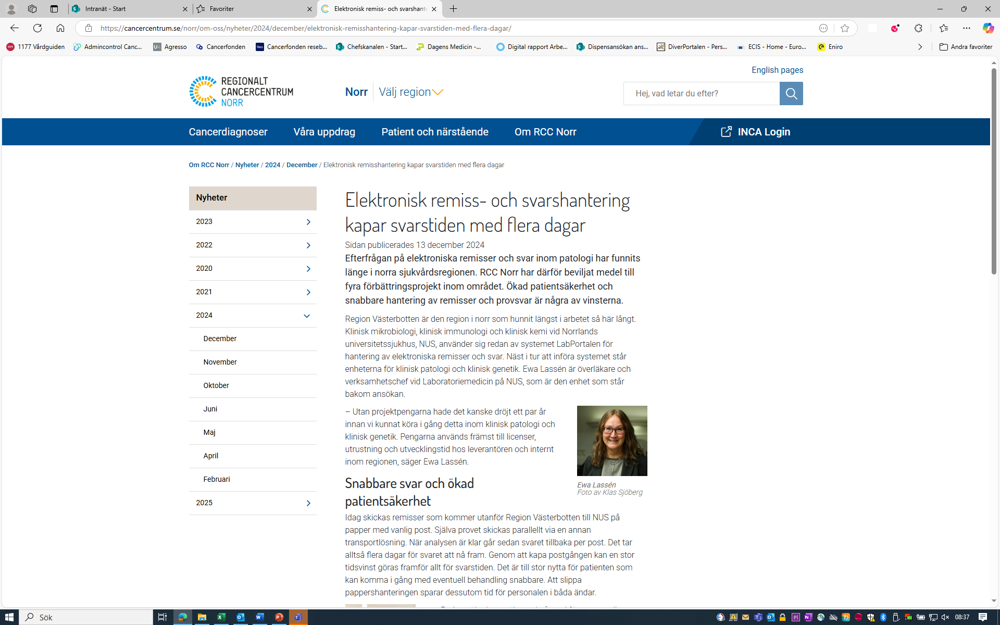 Intranät - Start
Favoriter
Elektronisk remiss- och svarshant
https://cancercentrum.se/norr/om-oss/nyheter/2024/december/elektronisk-remisshantering-kapar-svarstiden-med-flera-dagar/
1177 Vårdguiden
Admincontrol Canc...
Agresso
Cancerfonden
Cancerfonden reseb...
Chefskanalen - Start...
Dagens Medicin -...
Digital rapport Arbe...
Dispensansökan ans...
DiverPortalen - Pers...
ECIS - Home - Euro...
Eniro
Andra favoriter
English pages
REGIONALT
CANCERCENTRUM
NORR
Norr
Välj region
Hej, vad letar du efter?
Cancerdiagnoser
Våra uppdrag
Patient och närstående
Om RCC Norr
INCA Login
Om RCC Norr / Nyheter / 2024 / December / Elektronisk remisshantering kapar svarstiden med flera dagar
Nyheter
2023
2022
2020
2021
2024
December
November
Oktober
Juni
Maj
April
Februari
2025
Elektronisk remiss- och svarshantering
kapar svarstiden med flera dagar
Sidan publicerades 13 december 2024
Efterfrågan på elektroniska remisser och svar inom patologi har funnits
länge i norra sjukvårdsregionen. RCC Norr har därför beviljat medel till
fyra förbättringsprojekt inom området. Ökad patientsäkerhet och
snabbare hantering av remisser och provsvar är några av vinsterna.
Region Västerbotten är den region i norr som hunnit längst i arbetet så här långt.
Klinisk mikrobiologi, klinisk immunologi och klinisk kemi vid Norrlands
universitetssjukhus, NUS, använder sig redan av systemet LabPortalen för
hantering av elektroniska remisser och svar. Näst i tur att införa systemet står
enheterna för klinisk patologi och klinisk genetik. Ewa Lassén är överläkare och
verksamhetschef vid Laboratoriemedicin på NUS, som är den enhet som står
bakom ansökan.
– Utan projektpengarna hade det kanske dröjt ett par år
innan vi kunnat köra i gång detta inom klinisk patologi och
klinisk genetik. Pengarna används främst till licenser,
utrustning och utvecklingstid hos leverantören och internt
inom regionen, säger Ewa Lassén.
Ewa Lassén
Foto av Klas Sjöberg
Snabbare svar och ökad
patientsäkerhet
Idag skickas remisser som kommer utanför Region Västerbotten till NUS på
papper med vanlig post. Själva provet skickas parallellt via en annan
transportlösning. När analysen är klar går sedan svaret tillbaka per post. Det tar
alltså flera dagar för svaret att nå fram. Genom att kapa postgången kan en stor
tidsvinst göras framför allt för svarstiden. Det är till stor nytta för patienten som
kan komma i gång med eventuell behandling snabbare. Att slippa
pappershanteringen sparar dessutom tid för personalen i båda ändar.
Sök
08:37